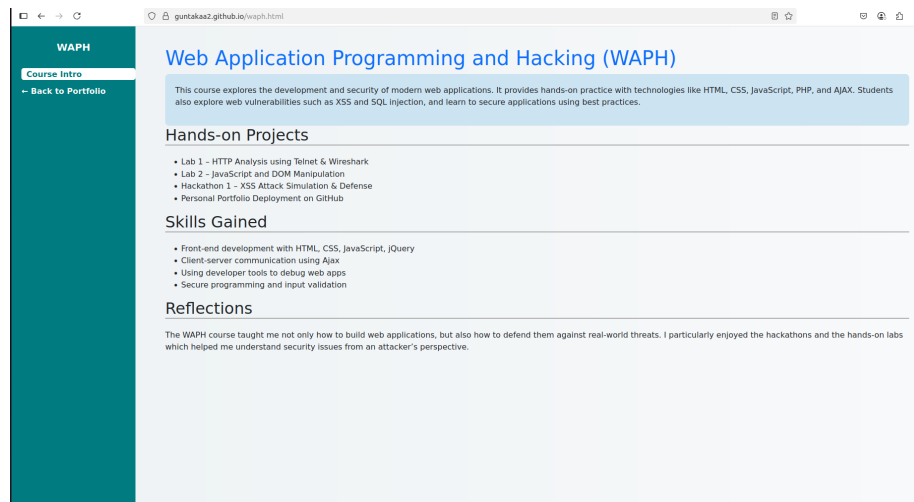 guntakaa2.github.io/waph.html
WAPH
Course Intro
← Back to Portfolio
Web Application Programming and Hacking (WAPH)
This course explores the development and security of modern web applications. It provides hands-on practice with technologies like HTML, CSS, JavaScript, PHP, and AJAX. Students
also explore web vulnerabilities such as XSS and SQL injection, and learn to secure applications using best practices.
Hands-on Projects
• Lab 1 – HTTP Analysis using Telnet & Wireshark
• Lab 2 – JavaScript and DOM Manipulation
• Hackathon 1 – XSS Attack Simulation & Defense
• Personal Portfolio Deployment on GitHub
Skills Gained
• Front-end development with HTML, CSS, JavaScript, jQuery
• Client-server communication using Ajax
• Using developer tools to debug web apps
• Secure programming and input validation
Reflections
The WAPH course taught me not only how to build web applications, but also how to defend them against real-world threats. I particularly enjoyed the hackathons and the hands-on labs
which helped me understand security issues from an attacker’s perspective.